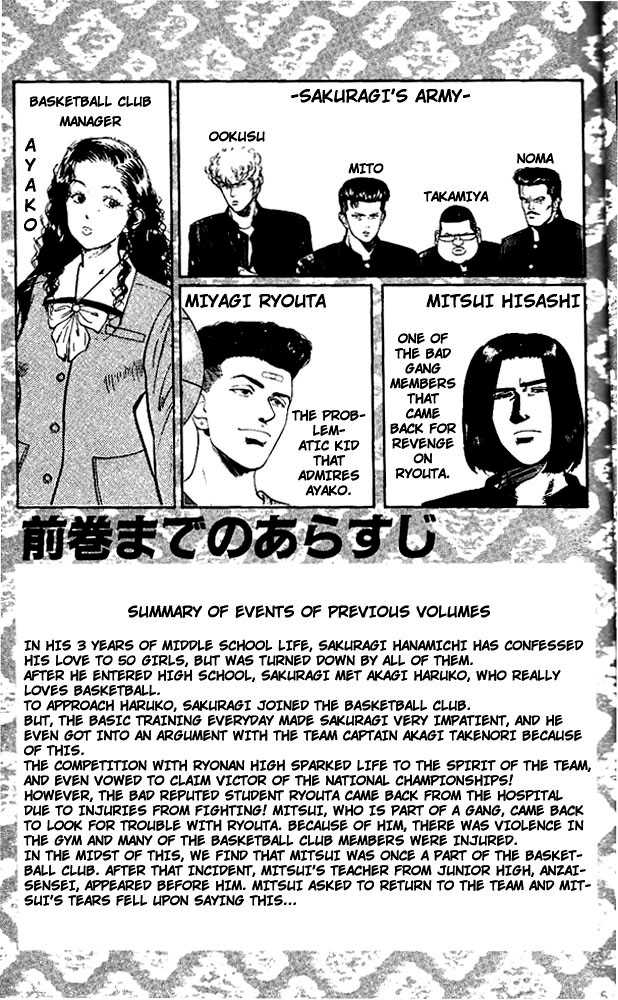 BASKETBALL CLUB
MANAGER
AYAKO
-SAKURAGI'S ARMY-
OOKUSU
MITO
TAKAMIYA
NOMA
MIYAGI RYOUTA
THE PROB-
LEM-
ATIC KID
THAT
ADMIRES
AYAKO.
MITSUI HISASHI
ONE OF
THE BAD
GANG
MEMBERS
THAT
CAME
BACK FOR
REVENGE
ON
RYOUTA.
前巻までのあらすじ
SUMMARY OF EVENTS OF PREVIOUS VOLUMES
IN HIS 3 YEARS OF MIDDLE SCHOOL LIFE, SAKURAGI HANAMICHI HAS CONFESSED
HIS LOVE TO 50 GIRLS, BUT WAS TURNED DOWN BY ALL OF THEM.
AFTER HE ENTERED HIGH SCHOOL, SAKURAGI MET AKAGI HARUKO, WHO REALLY
LOVES BASKETBALL.
TO APPROACH HARUKO, SAKURAGI JOINED THE BASKETBALL CLUB.
BUT, THE BASIC TRAINING EVERYDAY MADE SAKURAGI VERY IMPATIENT, AND HE
EVEN GOT INTO AN ARGUMENT WITH THE TEAM CAPTAIN AKAGI TAKENORI BECAUSE
OF THIS.
THE COMPETITION WITH RYONAN HIGH SPARKED LIFE TO THE SPIRIT OF THE TEAM,
AND EVEN VOWED TO CLAIM VICTOR OF THE NATIONAL CHAMPIONSHIPS!
HOWEVER, THE BAD REPUTED STUDENT RYOUTA CAME BACK FROM THE HOSPITAL
DUE TO INJURIES FROM FIGHTING! MITSUI, WHO IS PART OF A GANG, CAME BACK
TO LOOK FOR TROUBLE WITH RYOUTA. BECAUSE OF HIM, THERE WAS VIOLENCE IN
THE GYM AND MANY OF THE BASKETBALL CLUB MEMBERS WERE INJURED.
IN THE MIDST OF THIS, WE FIND THAT MITSUI WAS ONCE A PART OF THE BASKET-
BALL CLUB. AFTER THAT INCIDENT, MITSUI'S TEACHER FROM JUNIOR HIGH, ANZAI-
SENSEI, APPEARED BEFORE HIM. MITSUI ASKED TO RETURN TO THE TEAM AND MIT-
SUI'S TEARS FELL UPON SAYING THIS...